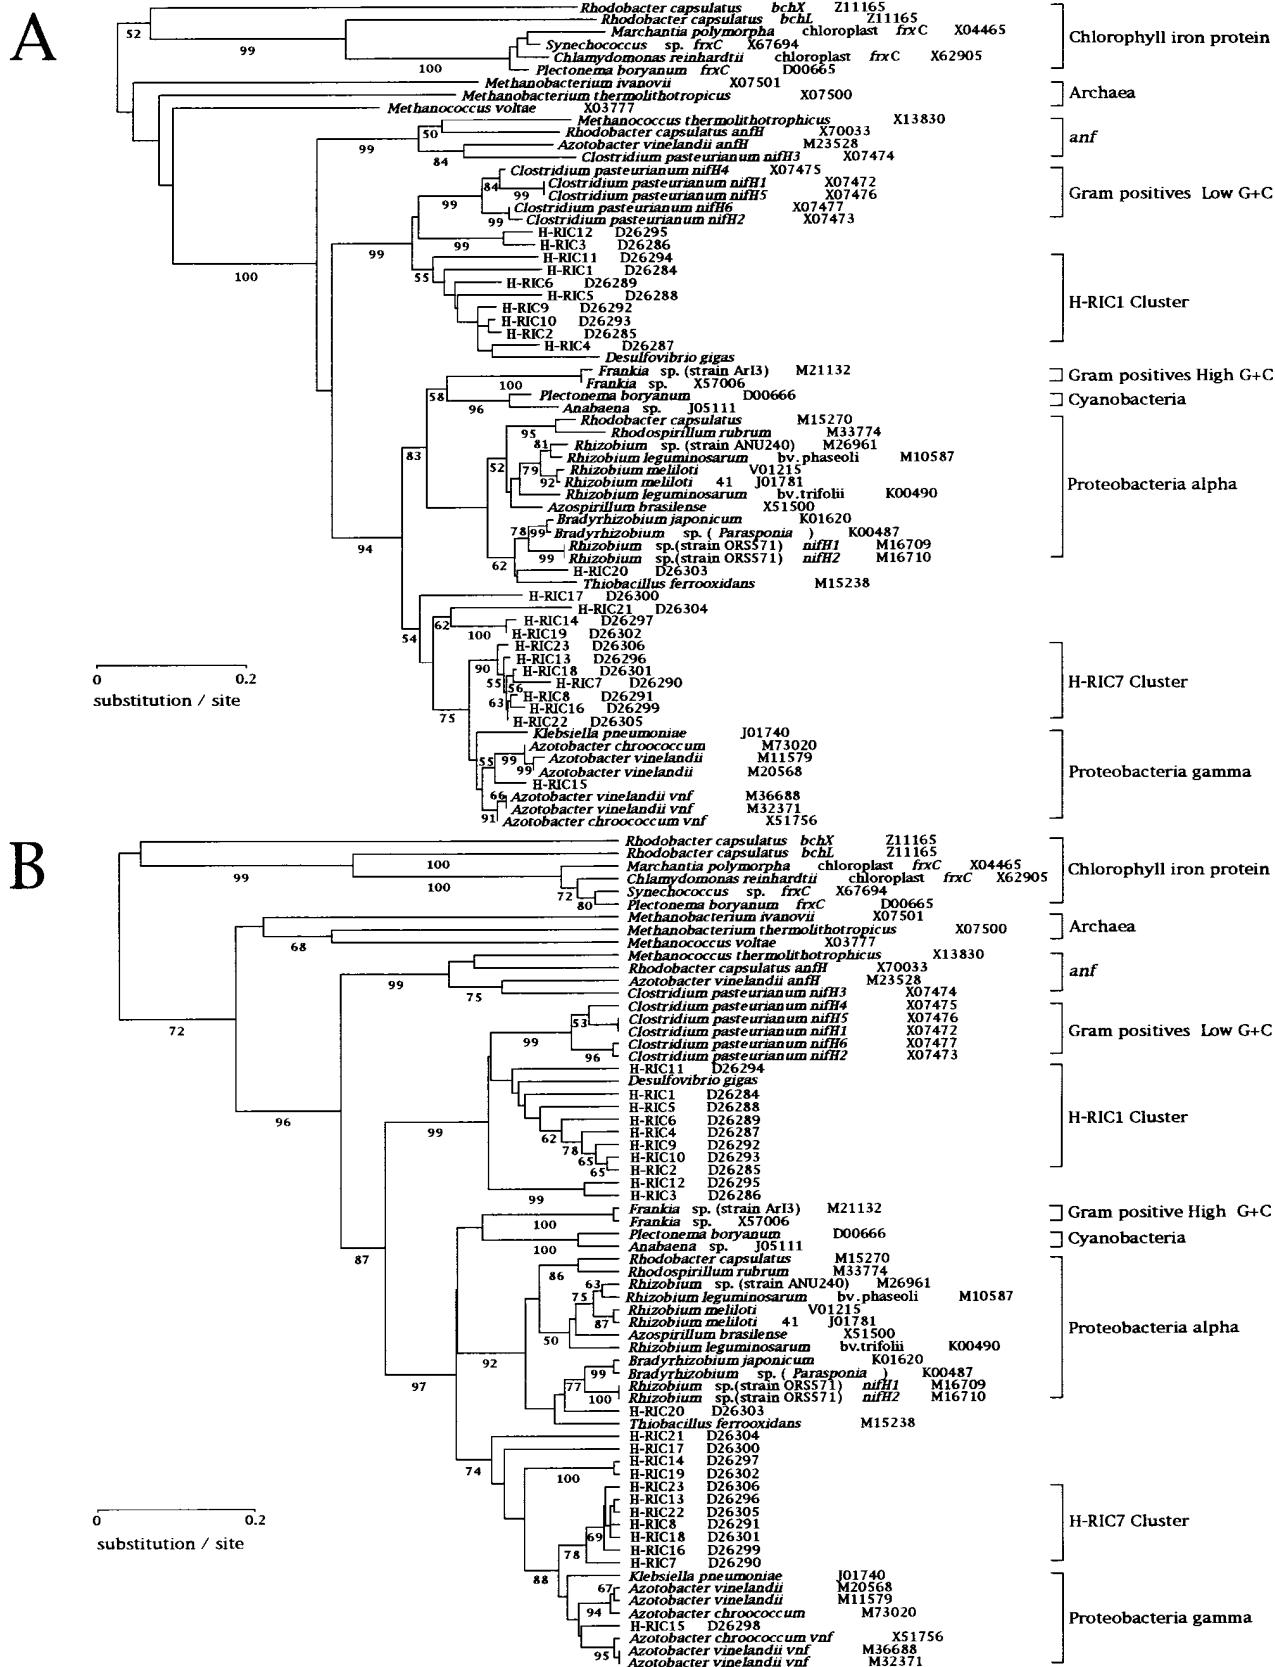 A
Rhodobacter capsulatus bchX Z11165
Rhodobacter capsulatus bchL Z11165
Marchantia polymorpha chloroplast frxC X04465
Synechococcus sp. frxC X67694
Chlamydomonas reinhardtii chloroplast frxC X62905
Plectonema boryanum frxC D00665
Chlorophyll iron protein
52
99
100
Methanobacterium ivanovii X07501
Methanobacterium thermolithotropicus X07500
Methanococcus voltae X03777
Archaea
Methanococcus thermolithotrophicus X13830
Rhodobacter capsulatus anfH X70033
Azotobacter vinelandii anfH M23528
Clostridium pasteurianum nifH3 X07474
anf
50
99
84
Clostridium pasteurianum nifH4 X07475
Clostridium pasteurianum nifH1 X07472
Clostridium pasteurianum nifH5 X07476
Clostridium pasteurianum nifH6 X07477
Clostridium pasteurianum nifH2 X07473
Gram positives Low G+C
84
99
99
99
H-RIC12 D26295
H-RIC3 D26286
99
99
100
H-RIC11 D26294
H-RIC1 D26284
H-RIC6 D26289
H-RIC5 D26288
H-RIC9 D26292
H-RIC10 D26293
H-RIC2 D26285
H-RIC4 D26287
Desulfovibrio gigas
H-RIC1 Cluster
55
Frankia sp. (strain ArI3) M21132
Frankia sp. X57006
Gram positives High G+C
100
58
Plectonema boryanum D00666
Anabaena sp. J05111
Cyanobacteria
96
Rhodobacter capsulatus M15270
Rhodospirillum rubrum M33774
Rhizobium sp. (strain ANU240) M26961
Rhizobium leguminosarum bv.phaseoli M10587
Rhizobium meliloti V01215
Rhizobium meliloti 41 J01781
Rhizobium leguminosarum bv.trifolii K00490
Azospirillum brasilense X51500
Bradyrhizobium japonicum K01620
Bradyrhizobium sp. ( Parasponia ) K00487
Rhizobium sp.(strain ORS571) nifH1 M16709
Rhizobium sp.(strain ORS571) nifH2 M16710
Proteobacteria alpha
95
81
83
52
79
92
78
99
94
99
62
H-RIC20 D26303
Thiobacillus ferrooxidans M15238
H-RIC17 D26300
H-RIC21 D26304
H-RIC14 D26297
H-RIC19 D26302
62
100
54
H-RIC23 D26306
H-RIC13 D26296
H-RIC18 D26301
H-RIC7 D26290
H-RIC8 D26291
H-RIC16 D26299
H-RIC22 D26305
H-RIC7 Cluster
90
55
56
63
75
0 0.2
substitution / site
Klebsiella pneumoniae J01740
Azotobacter chroococcum M73020
Azotobacter vinelandii M11579
Azotobacter vinelandii M20568
H-RIC15
Azotobacter vinelandii vnf M36688
Azotobacter vinelandii vnf M32371
Azotobacter chroococcum vnf X51756
Proteobacteria gamma
55
99
99
66
91
B
Rhodobacter capsulatus bchX Z11165
Rhodobacter capsulatus bchL Z11165
Marchantia polymorpha chloroplast frxC X04465
Chlamydomonas reinhardtii chloroplast frxC X62905
Synechococcus sp. frxC X67694
Plectonema boryanum frxC D00665
Chlorophyll iron protein
100
99
100
72
80
Methanobacterium ivanovii X07501
Methanobacterium thermolithotropicus X07500
Methanococcus voltae X03777
Archaea
68
Methanococcus thermolithotrophicus X13830
Rhodobacter capsulatus anfH X70033
Azotobacter vinelandii anfH M23528
Clostridium pasteurianum nifH3 X07474
anf
99
75
Clostridium pasteurianum nifH4 X07475
Clostridium pasteurianum nifH5 X07476
Clostridium pasteurianum nifH1 X07472
Clostridium pasteurianum nifH6 X07477
Clostridium pasteurianum nifH2 X07473
Gram positives Low G+C
72
53
99
96
H-RIC11 D26294
Desulfovibrio gigas
H-RIC1 D26284
H-RIC5 D26288
H-RIC6 D26289
H-RIC4 D26287
H-RIC9 D26292
H-RIC10 D26293
H-RIC2 D26285
H-RIC1 Cluster
96
99
62
78
65
65
H-RIC12 D26295
H-RIC3 D26286
99
Frankia sp. (strain ArI3) M21132
Frankia sp. X57006
Gram positive High G+C
100
Plectonema boryanum D00666
Anabaena sp. J05111
Cyanobacteria
100
87
Rhodobacter capsulatus M15270
Rhodospirillum rubrum M33774
Rhizobium sp. (strain ANU240) M26961
Rhizobium leguminosarum bv.phaseoli M10587
Rhizobium meliloti V01215
Rhizobium meliloti 41 J01781
Azospirillum brasilense X51500
Rhizobium leguminosarum bv.trifolii K00490
Bradyrhizobium japonicum K01620
Bradyrhizobium sp. ( Parasponia ) K00487
Rhizobium sp.(strain ORS571) nifH1 M16709
Rhizobium sp.(strain ORS571) nifH2 M16710
Proteobacteria alpha
86
63
75
87
50
92
99
97
77
100
H-RIC20 D26303
Thiobacillus ferrooxidans M15238
H-RIC21 D26304
H-RIC17 D26300
H-RIC14 D26297
H-RIC19 D26302
74
100
H-RIC23 D26306
H-RIC13 D26296
H-RIC22 D26305
H-RIC8 D26291
H-RIC18 D26301
H-RIC16 D26299
H-RIC7 D26290
H-RIC7 Cluster
69
78
88
0 0.2
substitution / site
Klebsiella pneumoniae J01740
Azotobacter vinelandii M20568
Azotobacter vinelandii M11579
Azotobacter chroococcum M73020
H-RIC15 D26298
Azotobacter chroococcum vnf X51756
Azotobacter vinelandii vnf M36688
Azotobacter vinelandii vnf M32371
Proteobacteria gamma
67
94
95